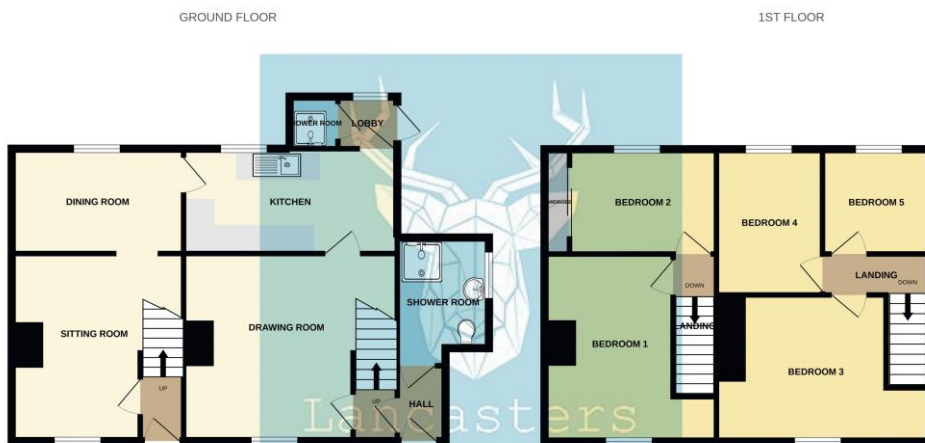 GROUND FLOOR
1ST FLOOR
SHOWER ROOM
LOBBY
DINING ROOM
KITCHEN
BEDROOM 2
BEDROOM 4
BEDROOM 5
WARDROBE
LANDING
DOWN
DOWN
SITTING ROOM
DRAWING ROOM
SHOWER ROOM
LANDING
BEDROOM 1
BEDROOM 3
UP
UP
HALL
Lancasters